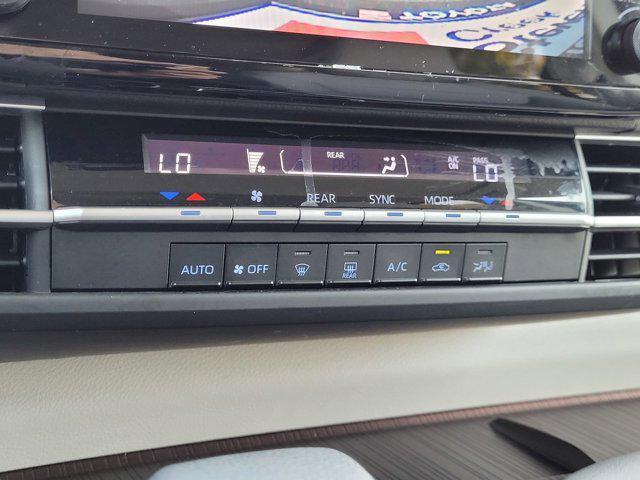 LO REAR A/C ON PASS LO
REAR SYNC MODE
AUTO OFF REAR A/C